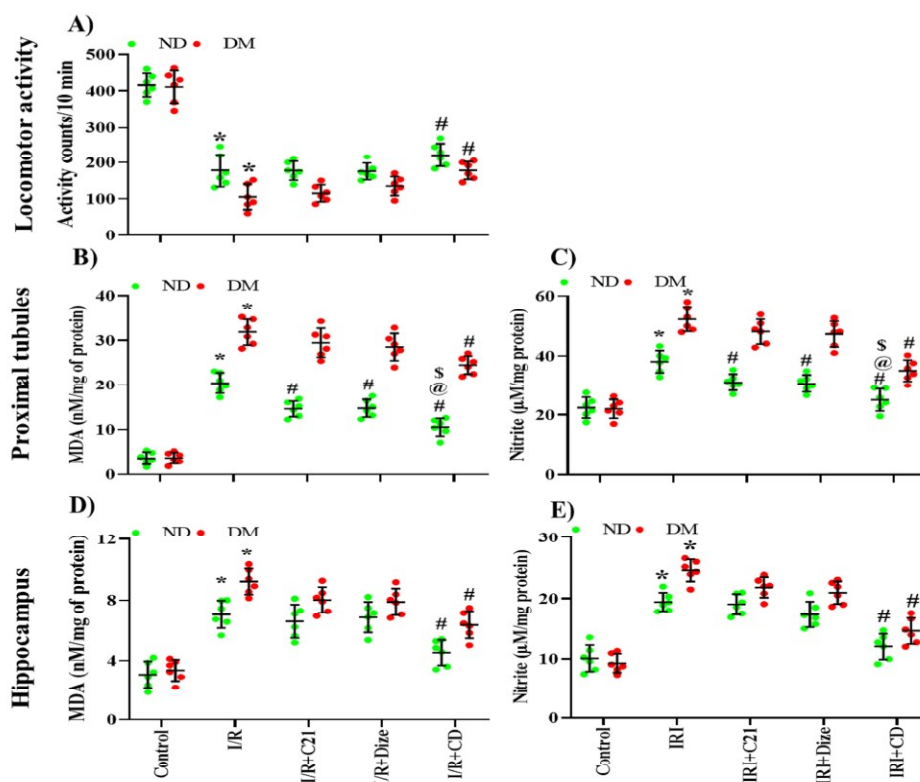 A)
ND DM
Locomotor activity
Activity counts/10 min
500
400
300
200
100
0
* * # #
B)
ND DM
Proximal tubules
MDA (nM/mg of protein)
40
30
20
10
0
* * # # $ @ # #
C)
ND DM
Nitrite (µM/mg protein)
60
40
20
0
* * # # $ @ # #
D)
ND DM
Hippocampus
MDA (nM/mg of protein)
12
8
4
0
* * # #
Control
I/R
I/R+C21
I/R+Dize
I/R+CD
E)
ND DM
Nitrite (µM/mg protein)
30
20
10
0
* * # #
Control
IRI
IRI+C21
IRI+Dize
IRI+CD